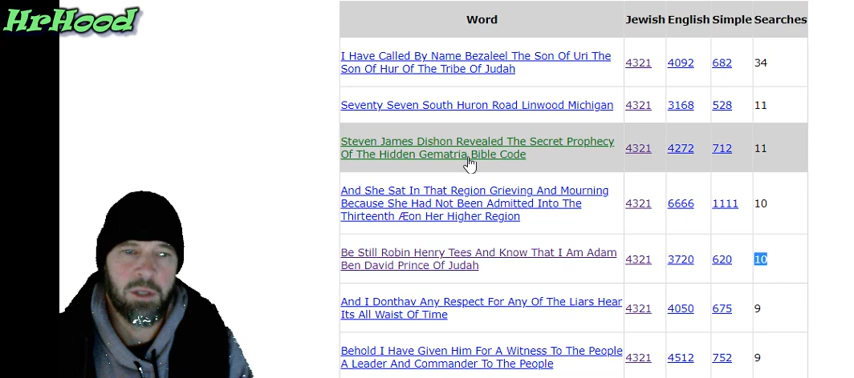 HrHood
Word Jewish English Simple Searches
I Have Called By Name Bezaleel The Son Of Uri The
Son Of Hur Of The Tribe Of Judah 4321 4092 682 34
Seventy Seven South Huron Road Linwood Michigan 4321 3168 528 11
Steven James Dishon Revealed The Secret Prophecy
Of The Hidden Gematria Bible Code 4321 4272 712 11
And She Sat In That Region Grieving And Mourning
Because She Had Not Been Admitted Into The 4321 6666 1111 10
Thirteenth Æon Her Higher Region
Be Still Robin Henry Tees And Know That I Am Adam
Ben David Prince Of Judah 4321 3720 620 10
And I Donthav Any Respect For Any Of The Liars Hear
Its All Waist Of Time 4321 4050 675 9
Behold I Have Given Him For A Witness To The People
A Leader And Commander To The People 4321 4512 752 9